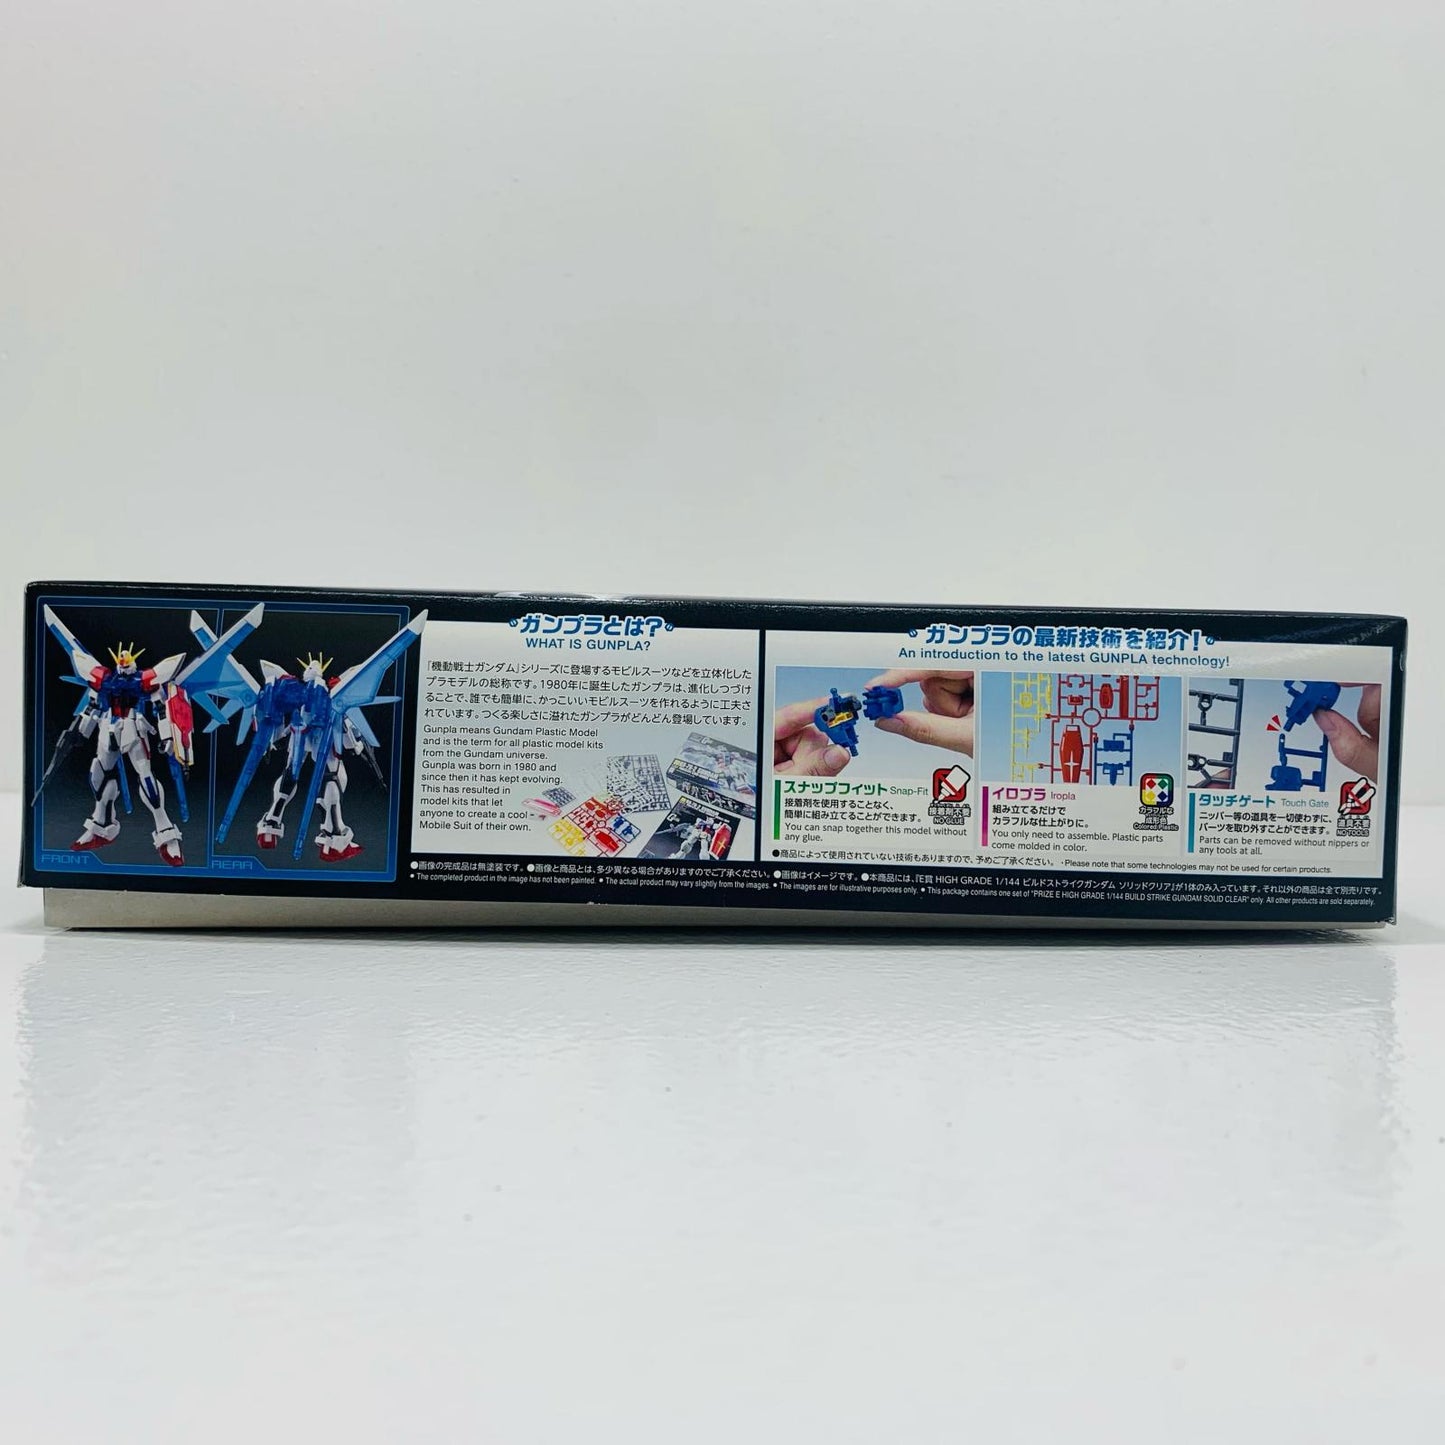 FRONT
REAR
ガンプラとは?
WHAT IS GUNPLA?
「機動戦士ガンダム」シリーズに登場するモビルスーツなどを立体化した
プラモデルの総称です。1980年に誕生したガンプラは、進化しつづけ
ることで、誰でも簡単に、かっこいいモビルスーツを作れるように工夫さ
れています。つくる楽しさに溢れたガンプラがどんどん登場しています。
Gunpla means Gundam Plastic Model
and is the term for all plastic model kits
from the Gundam universe.
Gunpla was born in 1980 and
since then it has kept evolving.
This has resulted in
model kits that let
anyone to create a cool
Mobile Suit of their own.
ガンプラの最新技術を紹介!
An introduction to the latest GUNPLA technology!
スナップフィット Snap-Fit
接着剤を使用することなく、
簡単に組み立てることができます。
You can snap together this model without
any glue.
接着剤不要
NO GLUE
イロプラ Iropla
組み立てるだけで
カラフルな仕上がりに。
You only need to assemble. Plastic parts
come molded in color.
カラフルな
成形色
Colored Plastic
タッチゲート Touch Gate
ニッパー等の道具を一切使わずに、
パーツを取り外すことができます。
Parts can be removed without nippers or
any tools at all.
道具不要
NO TOOLS
●商品によって使用されていない技術もありますので、予めご了承ください。 ・Please note that some technologies may not be used for certain products.
●画像の完成品は無塗装です。●画像と商品とは、多少異なる場合がありますのでご了承ください。●画像はイメージです。●本商品には、『E賞 HIGH GRADE 1/144 ビルドストライクガンダム ソリッドクリア』が1体のみ入っています。それ以外の商品は全て別売りです。
● The completed product in the image has not been painted. ● The actual product may vary slightly from the images. ● The images are for illustrative purposes only. ● This package contains one set of "PRIZE E HIGH GRADE 1/144 BUILD STRIKE GUNDAM SOLID CLEAR" only. All other products are sold separately.